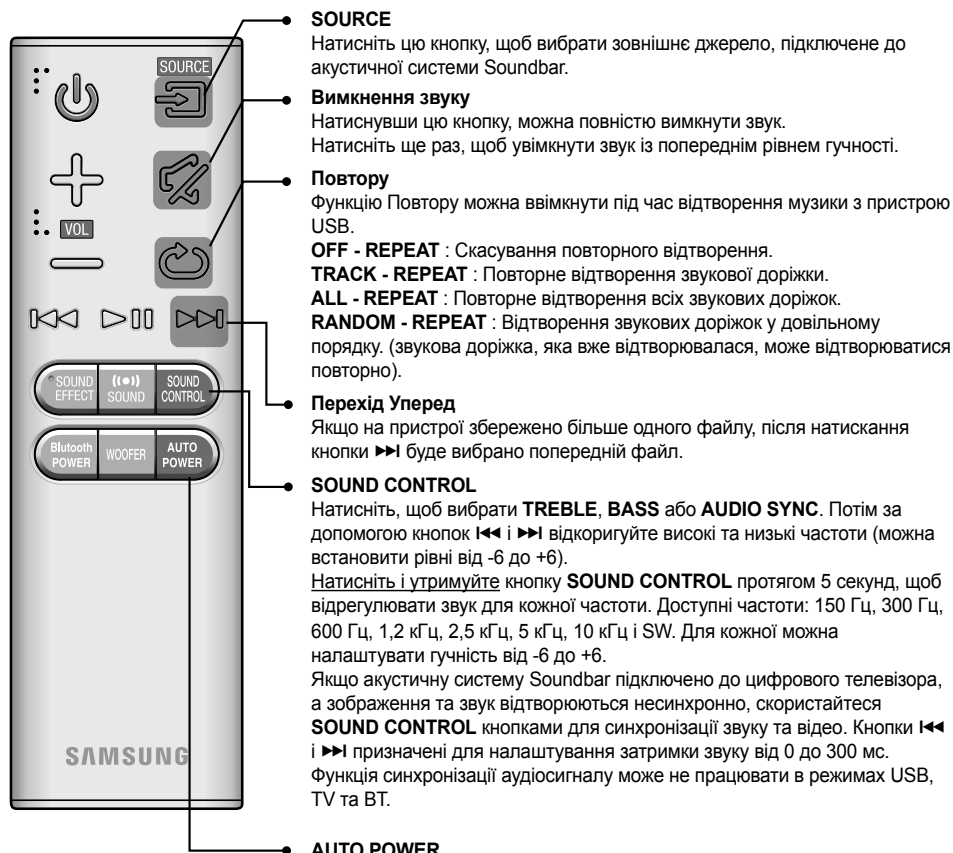 SOURCE
VOL
SOUND EFFECT
SOUND
SOUND CONTROL
Blutooth POWER
WOOFER
AUTO POWER
SAMSUNG
SOURCE
Натисніть цю кнопку, щоб вибрати зовнішнє джерело, підключене до
акустичної системи Soundbar.
Вимкнення звуку
Натиснувши цю кнопку, можна повністю вимкнути звук.
Натисніть ще раз, щоб увімкнути звук із попереднім рівнем гучності.
Повтору
Функцію Повтору можна ввімкнути під час відтворення музики з пристрою
USB.
OFF - REPEAT : Скасування повторного відтворення.
TRACK - REPEAT : Повторне відтворення звукової доріжки.
ALL - REPEAT : Повторне відтворення всіх звукових доріжок.
RANDOM - REPEAT : Відтворення звукових доріжок у довільному
порядку. (звукова доріжка, яка вже відтворювалася, може відтворюватися
повторно).
Перехід Уперед
Якщо на пристрої збережено більше одного файлу, після натискання
кнопки ⏭ буде вибрано попередній файл.
SOUND CONTROL
Натисніть, щоб вибрати TREBLE, BASS або AUDIO SYNC. Потім за
допомогою кнопок ⏮ і ⏭ відкоригуйте високі та низькі частоти (можна
встановити рівні від -6 до +6).
Натисніть і утримуйте кнопку SOUND CONTROL протягом 5 секунд, щоб
відрегулювати звук для кожної частоти. Доступні частоти: 150 Гц, 300 Гц,
600 Гц, 1,2 кГц, 2,5 кГц, 5 кГц, 10 кГц і SW. Для кожної можна
налаштувати гучність від -6 до +6.
Якщо акустичну систему Soundbar підключено до цифрового телевізора,
а зображення та звук відтворюються несинхронно, скористайтеся
SOUND CONTROL кнопками для синхронізації звуку та відео. Кнопки ⏮
і ⏭ призначені для налаштування затримки звуку від 0 до 300 мс.
Функція синхронізації аудіосигналу може не працювати в режимах USB,
TV та BT.
AUTO POWER